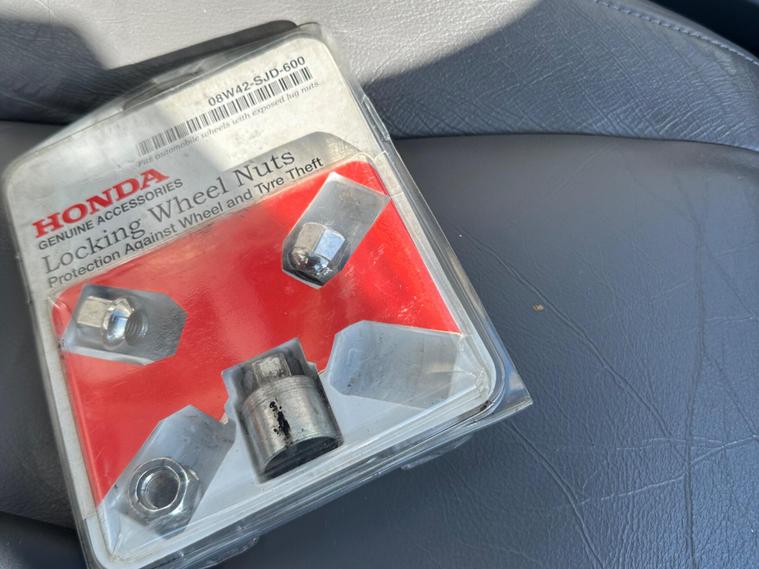 08W42-SJD-600
Fits automobile wheels with exposed lug nuts.
HONDA
GENUINE ACCESSORIES
Locking Wheel Nuts
Protection Against Wheel and Tyre Theft